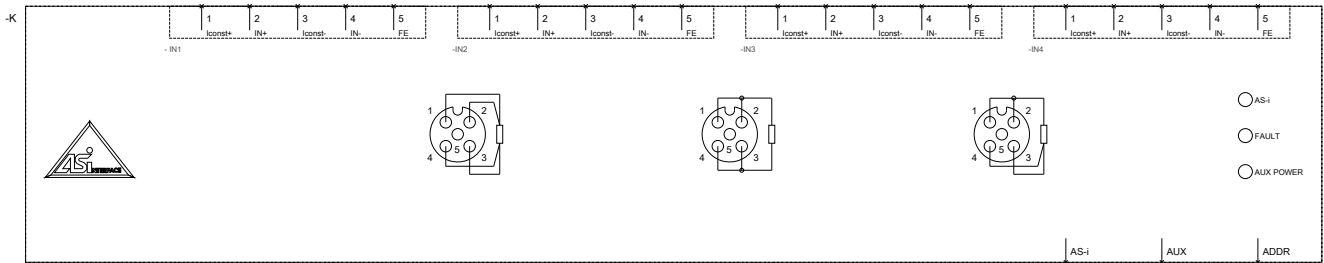 -K
1 2 3 4 5 1 2 3 4 5 1 2 3 4 5 1 2 3 4 5
Iconst+ IN+ Iconst- IN- FE Iconst+ IN+ Iconst- IN- FE Iconst+ IN+ Iconst- IN- FE Iconst+ IN+ Iconst- IN- FE
- IN1 -IN2 -IN3 -IN4
1 2 1 2 1 2
AS-i
5 5 5
FAULT
4 3 4 3 4 3
ASi INTERFACE
AUX POWER
AS-i AUX ADDR